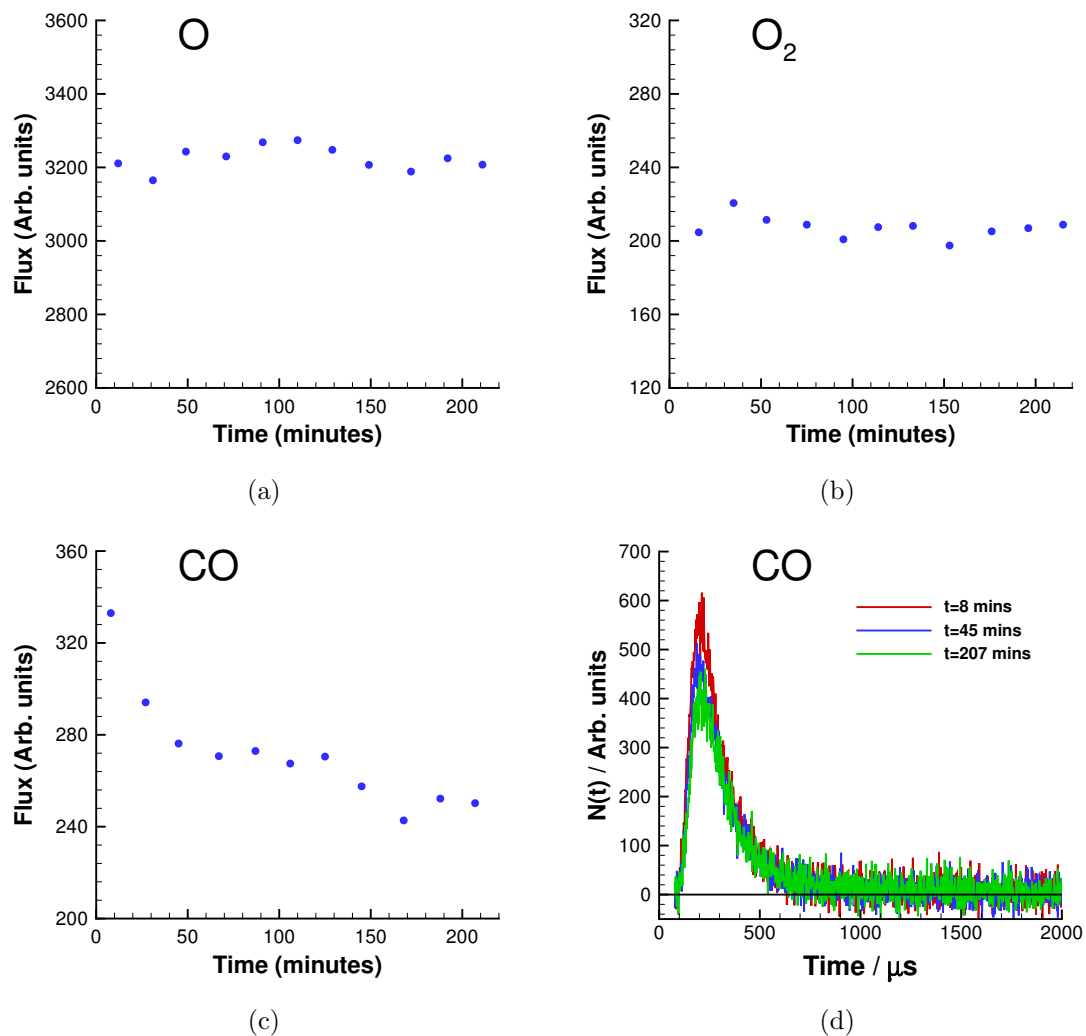 O
Flux (Arb. units)
3600
3400
3200
3000
2800
2600
0 50 100 150 200
Time (minutes)
(a)
O₂
Flux (Arb. units)
320
280
240
200
160
120
0 50 100 150 200
Time (minutes)
(b)
CO
Flux (Arb. units)
360
320
280
240
200
0 50 100 150 200
Time (minutes)
(c)
CO
N(t) / Arb. units
700
600
500
400
300
200
100
0
t=8 mins
t=45 mins
t=207 mins
0 500 1000 1500 2000
Time / μs
(d)